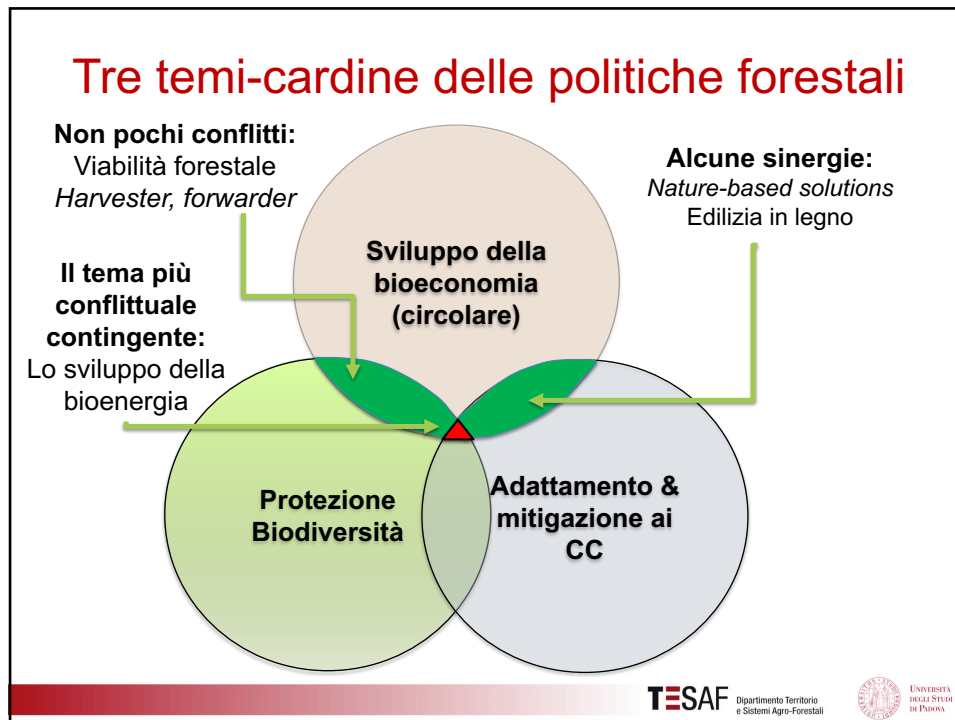 Tre temi-cardine delle politiche forestali
Non pochi conflitti:
Viabilità forestale
Harvester, forwarder
Alcune sinergie:
Nature-based solutions
Edilizia in legno
Il tema più
conflittuale
contingente:
Lo sviluppo della
bioenergia
Sviluppo della
bioeconomia
(circolare)
Protezione
Biodiversità
Adattamento &
mitigazione ai
CC
TESAF Dipartimento Territorio
e Sistemi Agro-Forestali
Università
degli Studi
di Padova